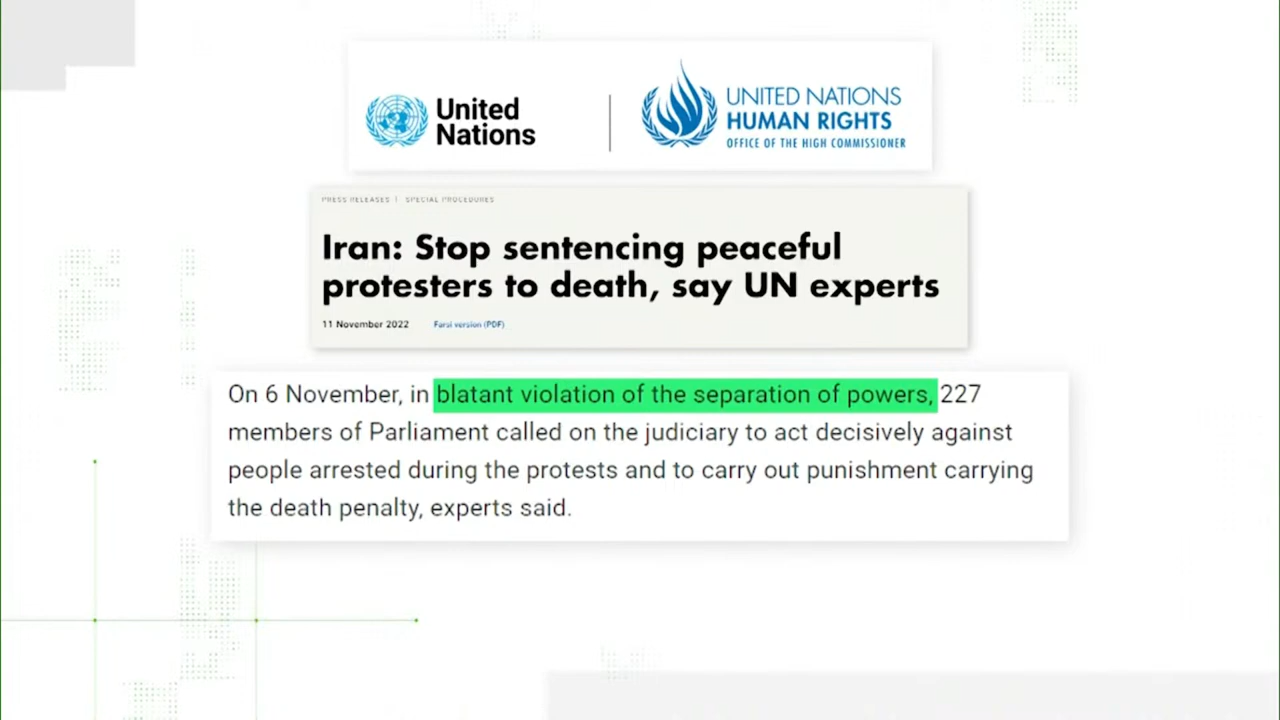 United
Nations
UNITED NATIONS
HUMAN RIGHTS
OFFICE OF THE HIGH COMMISSIONER
PRESS RELEASES | SPECIAL PROCEDURES
Iran: Stop sentencing peaceful
protesters to death, say UN experts
11 November 2022 Farsi version (PDF)
On 6 November, in blatant violation of the separation of powers, 227
members of Parliament called on the judiciary to act decisively against
people arrested during the protests and to carry out punishment carrying
the death penalty, experts said.